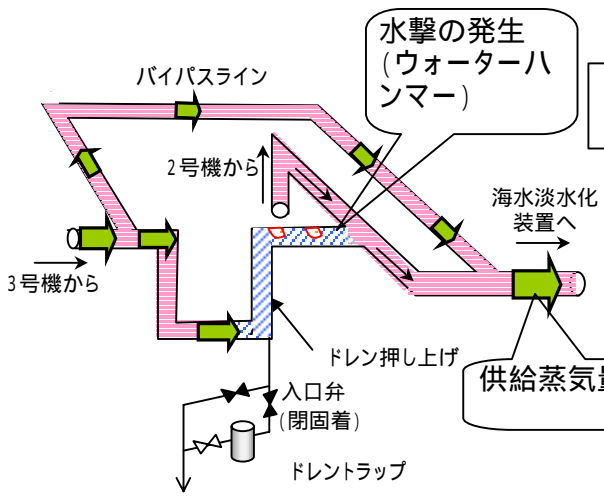 水撃の発生
(ウォーターハ
ンマー)
バイパスライン
2号機から
海水淡水化
装置へ
3号機から
ドレン押し上げ
供給蒸気量
入口弁
(閉固着)
ドレントラップ